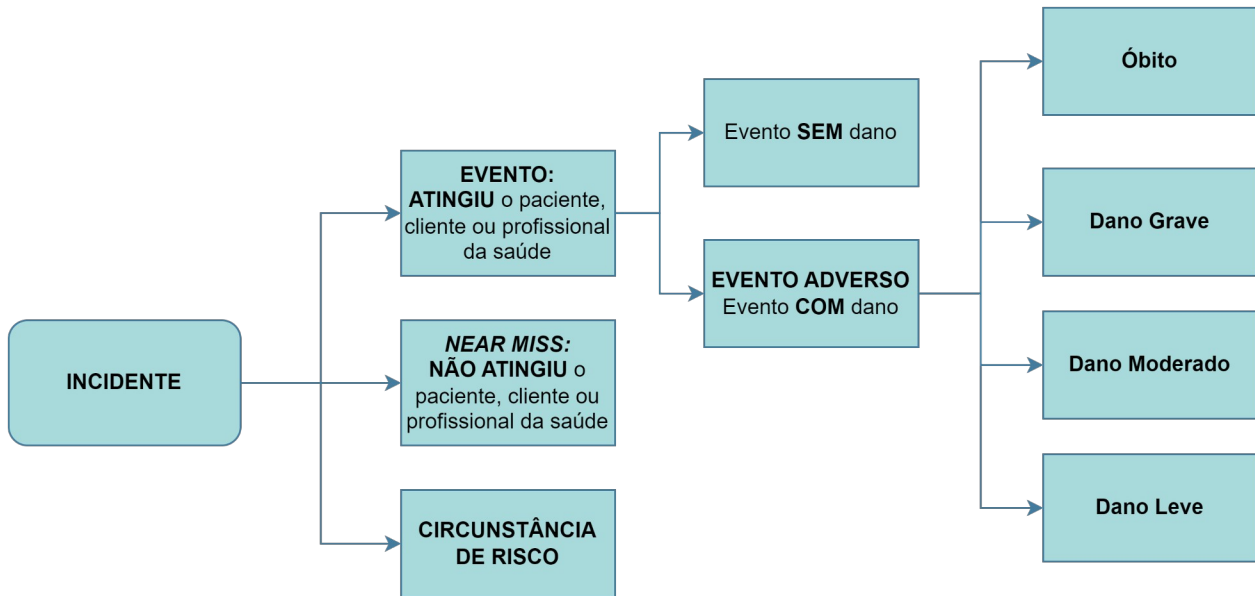 INCIDENTE
EVENTO:
ATINGIU o paciente,
cliente ou profissional
da saúde
NEAR MISS:
NÃO ATINGIU o
paciente, cliente ou
profissional da saúde
CIRCUNSTÂNCIA
DE RISCO
Evento SEM dano
EVENTO ADVERSO
Evento COM dano
Óbito
Dano Grave
Dano Moderado
Dano Leve